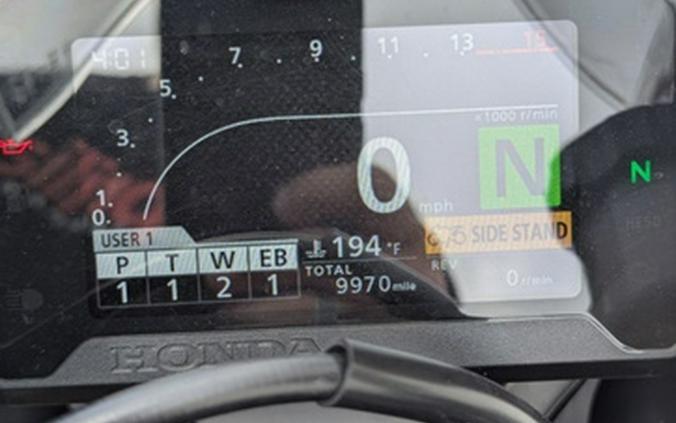 4:01
7. 9. 11 13 15
5.
3.
×1000 r/min
1.
0.
0 mph
N
N
USER 1
SIDE STAND
P T W EB
1 1 2 1
194 °F
TOTAL
9970 mile
REV
0 r/min
HONDA